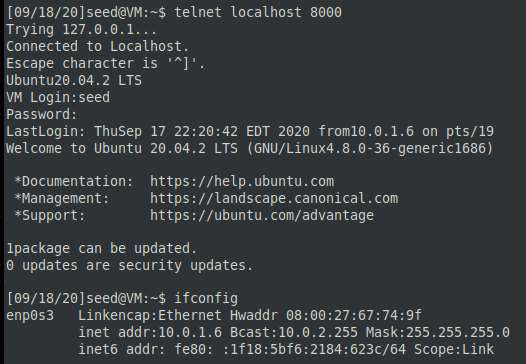 [09/18/20]seed@VM:~$ telnet localhost 8000
Trying 127.0.0.1...
Connected to Localhost.
Escape character is '^]'.
Ubuntu20.04.2 LTS
VM Login:seed
Password:
LastLogin: ThuSep 17 22:20:42 EDT 2020 from10.0.1.6 on pts/19
Welcome to Ubuntu 20.04.2 LTS (GNU/Linux4.8.0-36-generic1686)
*Documentation: https://help.ubuntu.com
*Management: https://landscape.canonical.com
*Support: https://ubuntu.com/advantage
1package can be updated.
0 updates are security updates.
[09/18/20]seed@VM:~$ ifconfig
enp0s3 Linkencap:Ethernet Hwaddr 08:00:27:67:74:9f
inet addr:10.0.1.6 Bcast:10.0.2.255 Mask:255.255.255.0
inet6 addr: fe80: :1f18:5bf6:2184:623c/64 Scope:Link